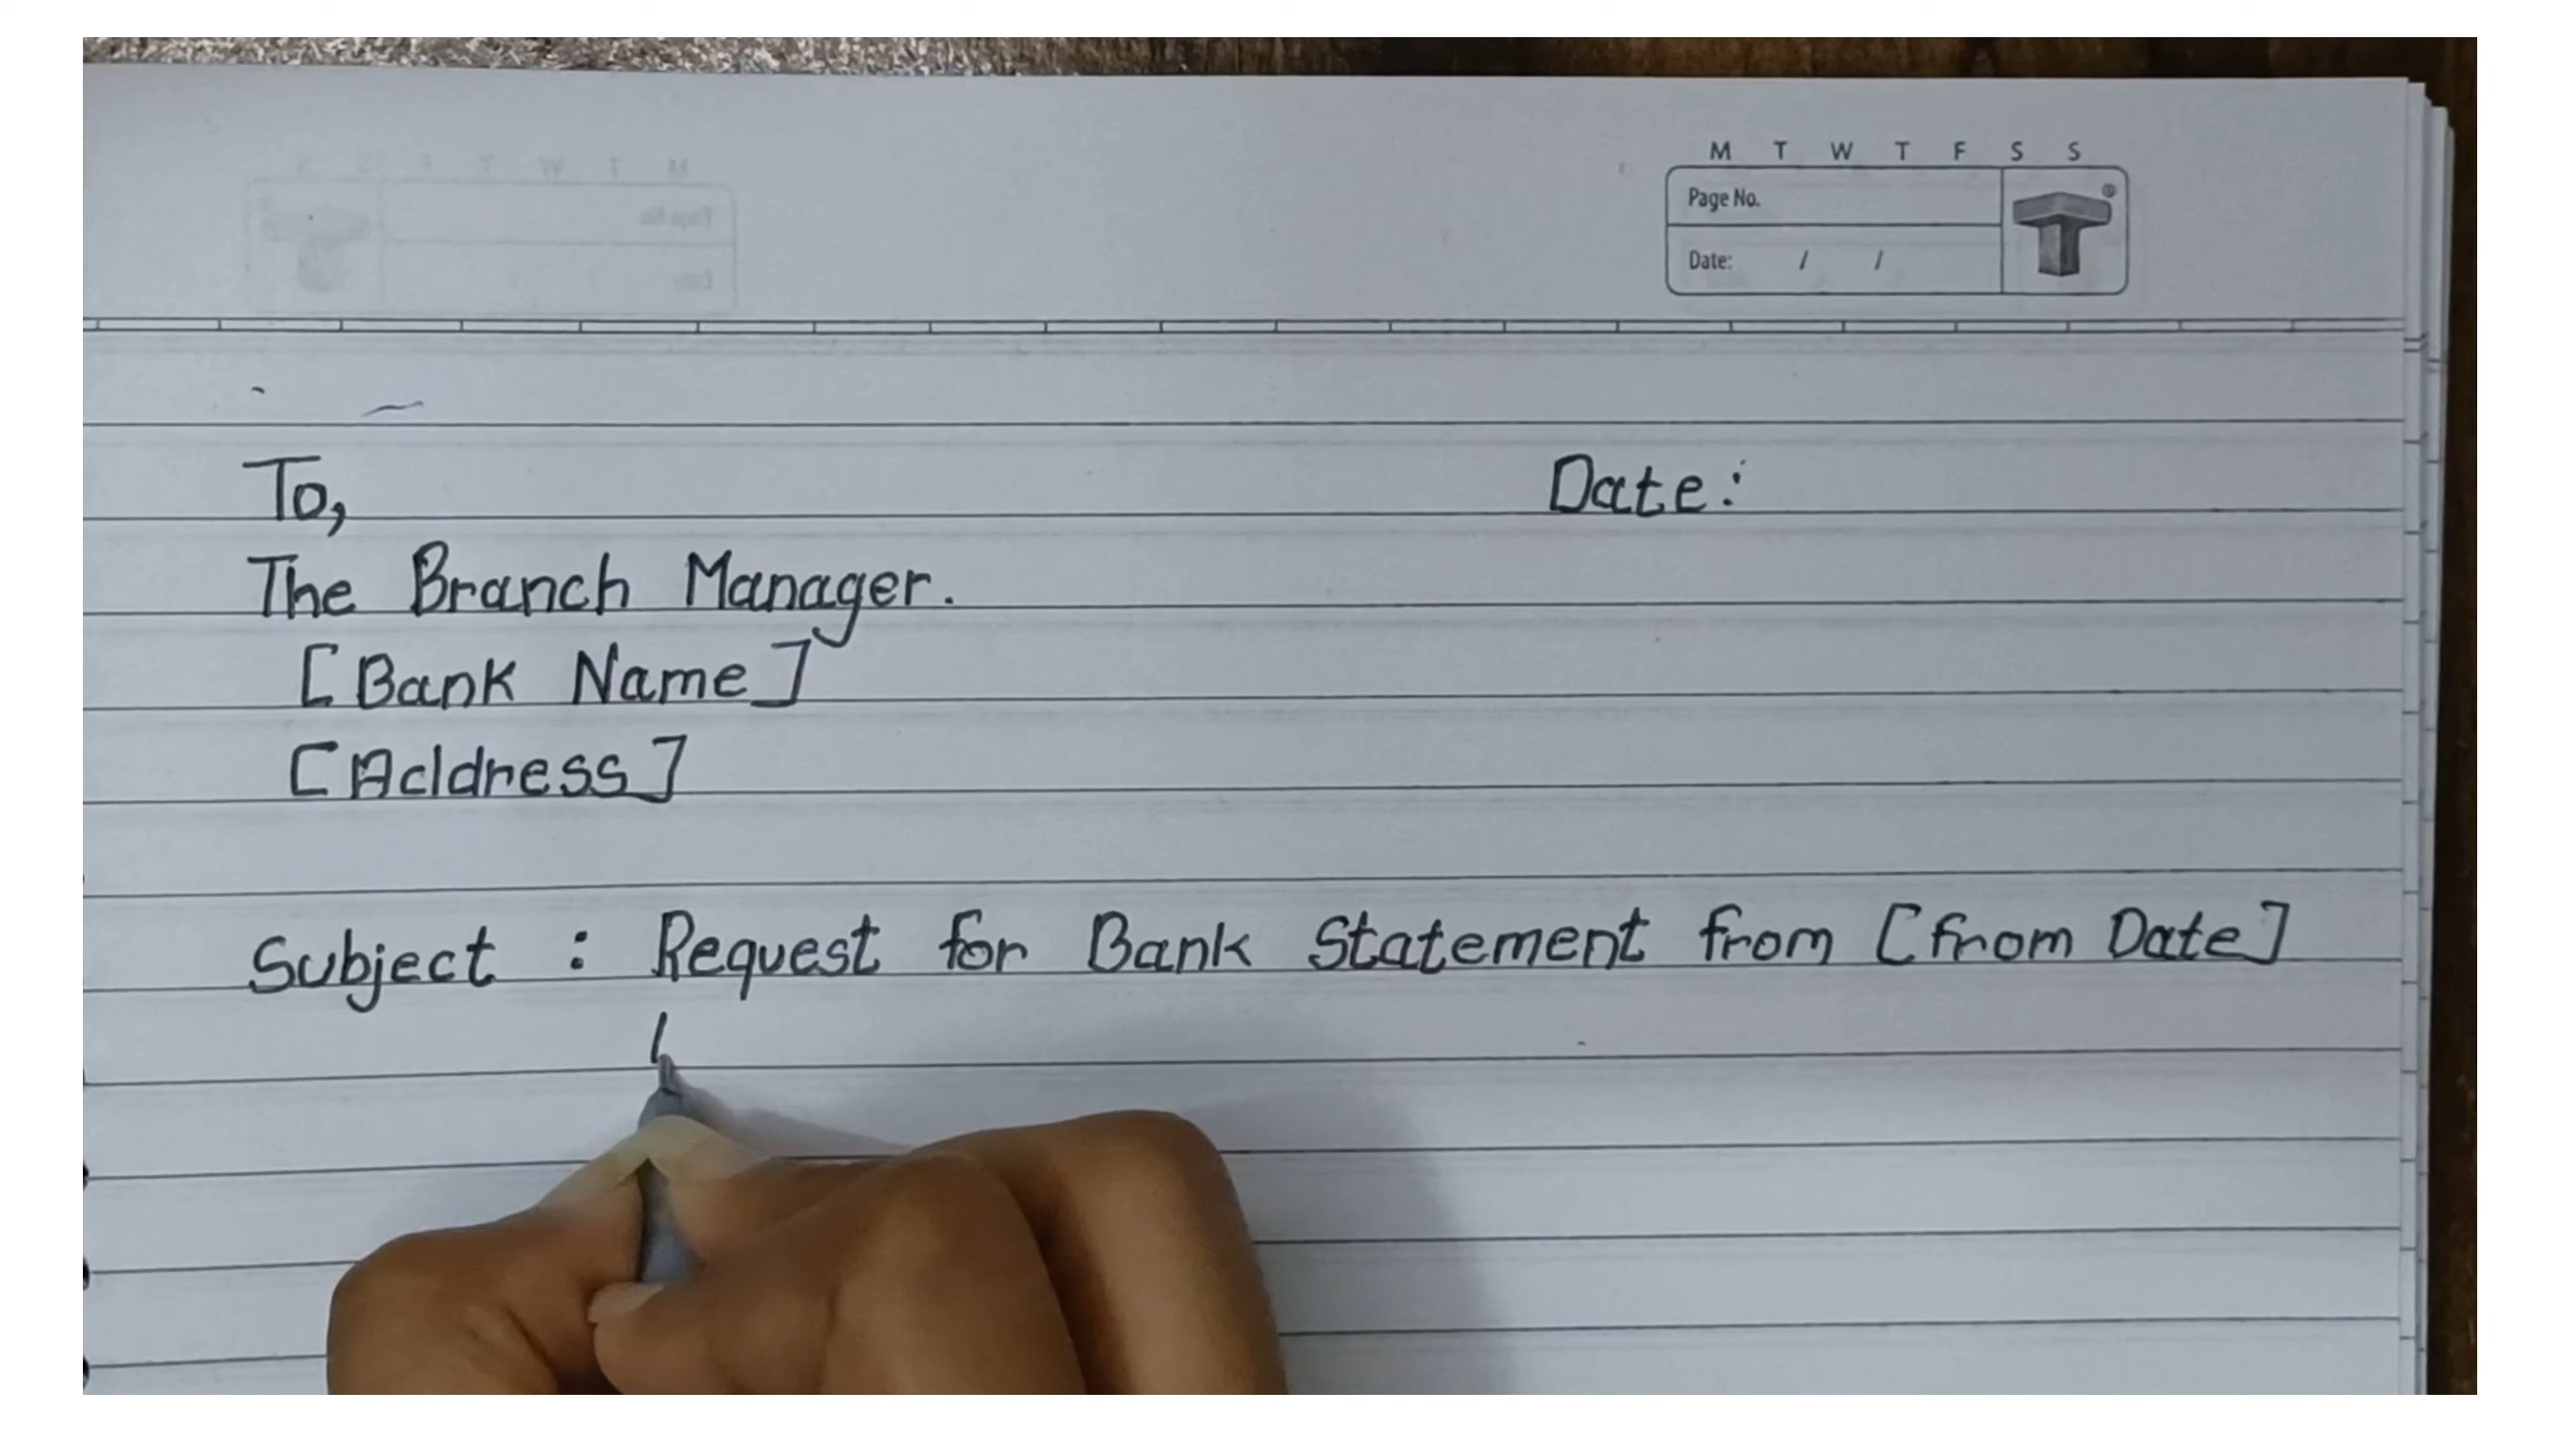 M T W T F S S
Page No.
Date: / /
To, Date:
The Branch Manager.
[Bank Name]
[Address]
Subject : Request for Bank Statement from [from Date]